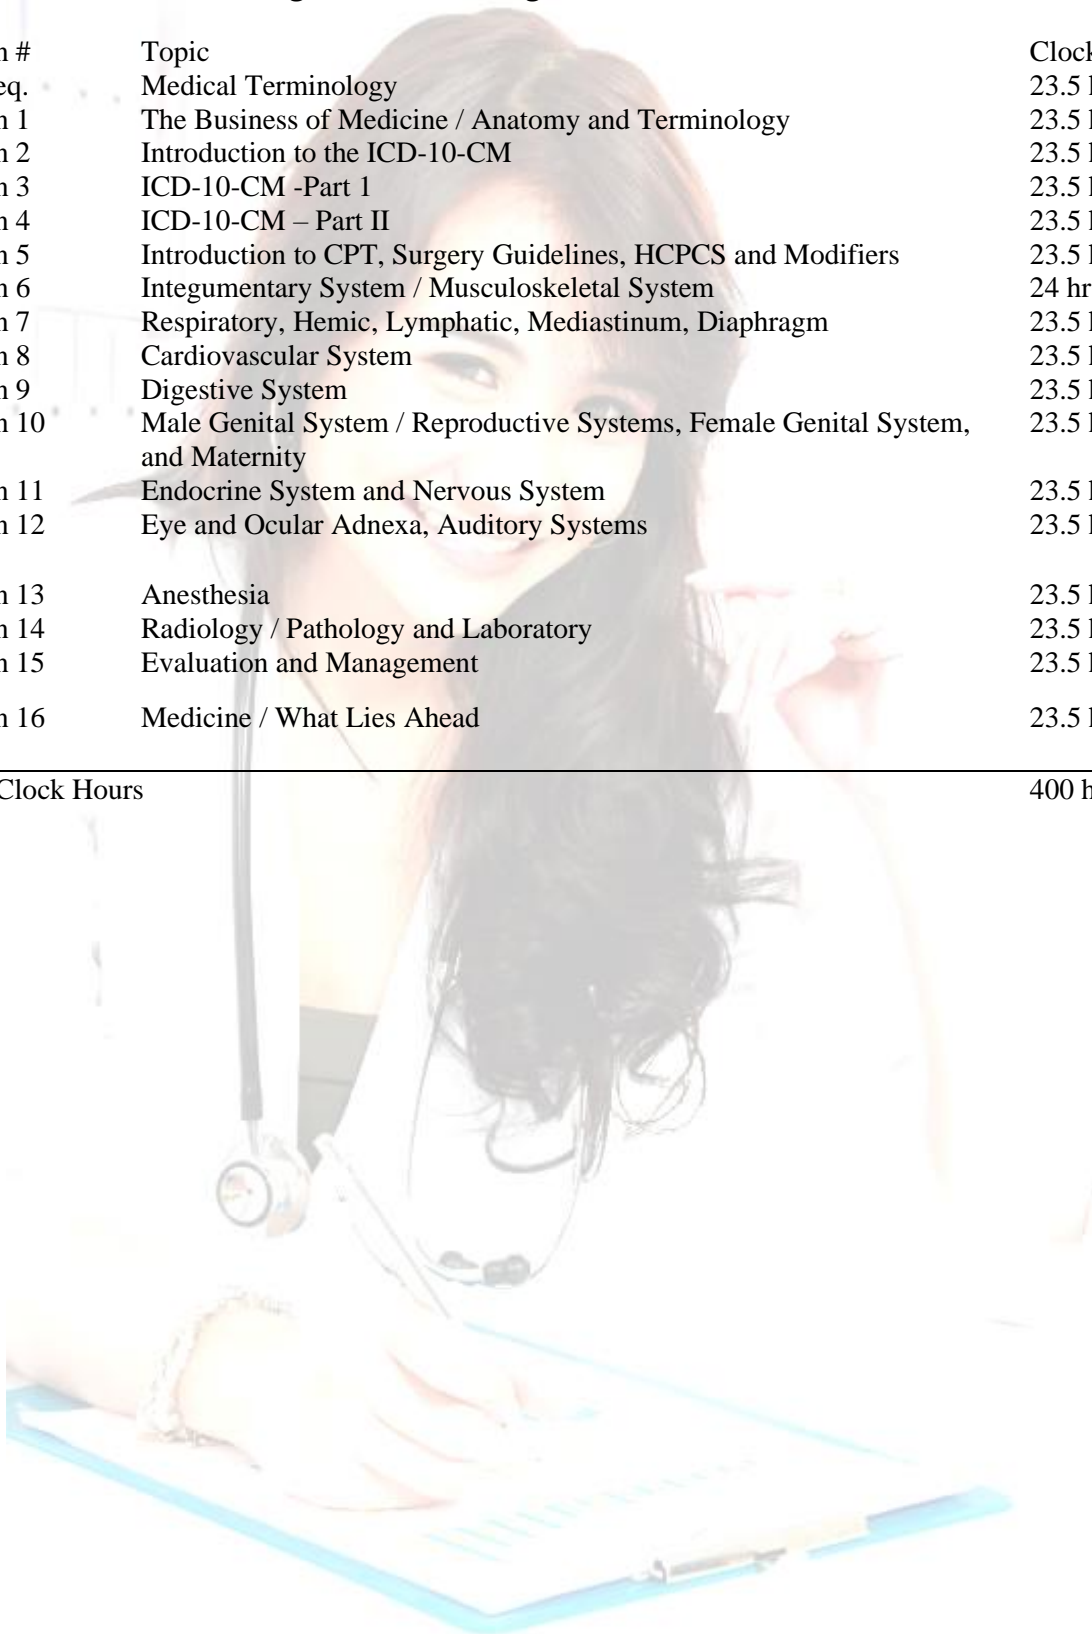 n # Topic Clock
eq. Medical Terminology 23.5 h
n 1 The Business of Medicine / Anatomy and Terminology 23.5 h
n 2 Introduction to the ICD-10-CM 23.5 h
n 3 ICD-10-CM -Part 1 23.5 h
n 4 ICD-10-CM – Part II 23.5 h
n 5 Introduction to CPT, Surgery Guidelines, HCPCS and Modifiers 23.5 h
n 6 Integumentary System / Musculoskeletal System 24 hr
n 7 Respiratory, Hemic, Lymphatic, Mediastinum, Diaphragm 23.5 h
n 8 Cardiovascular System 23.5 h
n 9 Digestive System 23.5 h
n 10 Male Genital System / Reproductive Systems, Female Genital System, 23.5 h
and Maternity
n 11 Endocrine System and Nervous System 23.5 h
n 12 Eye and Ocular Adnexa, Auditory Systems 23.5 h
n 13 Anesthesia 23.5 h
n 14 Radiology / Pathology and Laboratory 23.5 h
n 15 Evaluation and Management 23.5 h
n 16 Medicine / What Lies Ahead 23.5 h
Clock Hours 400 h